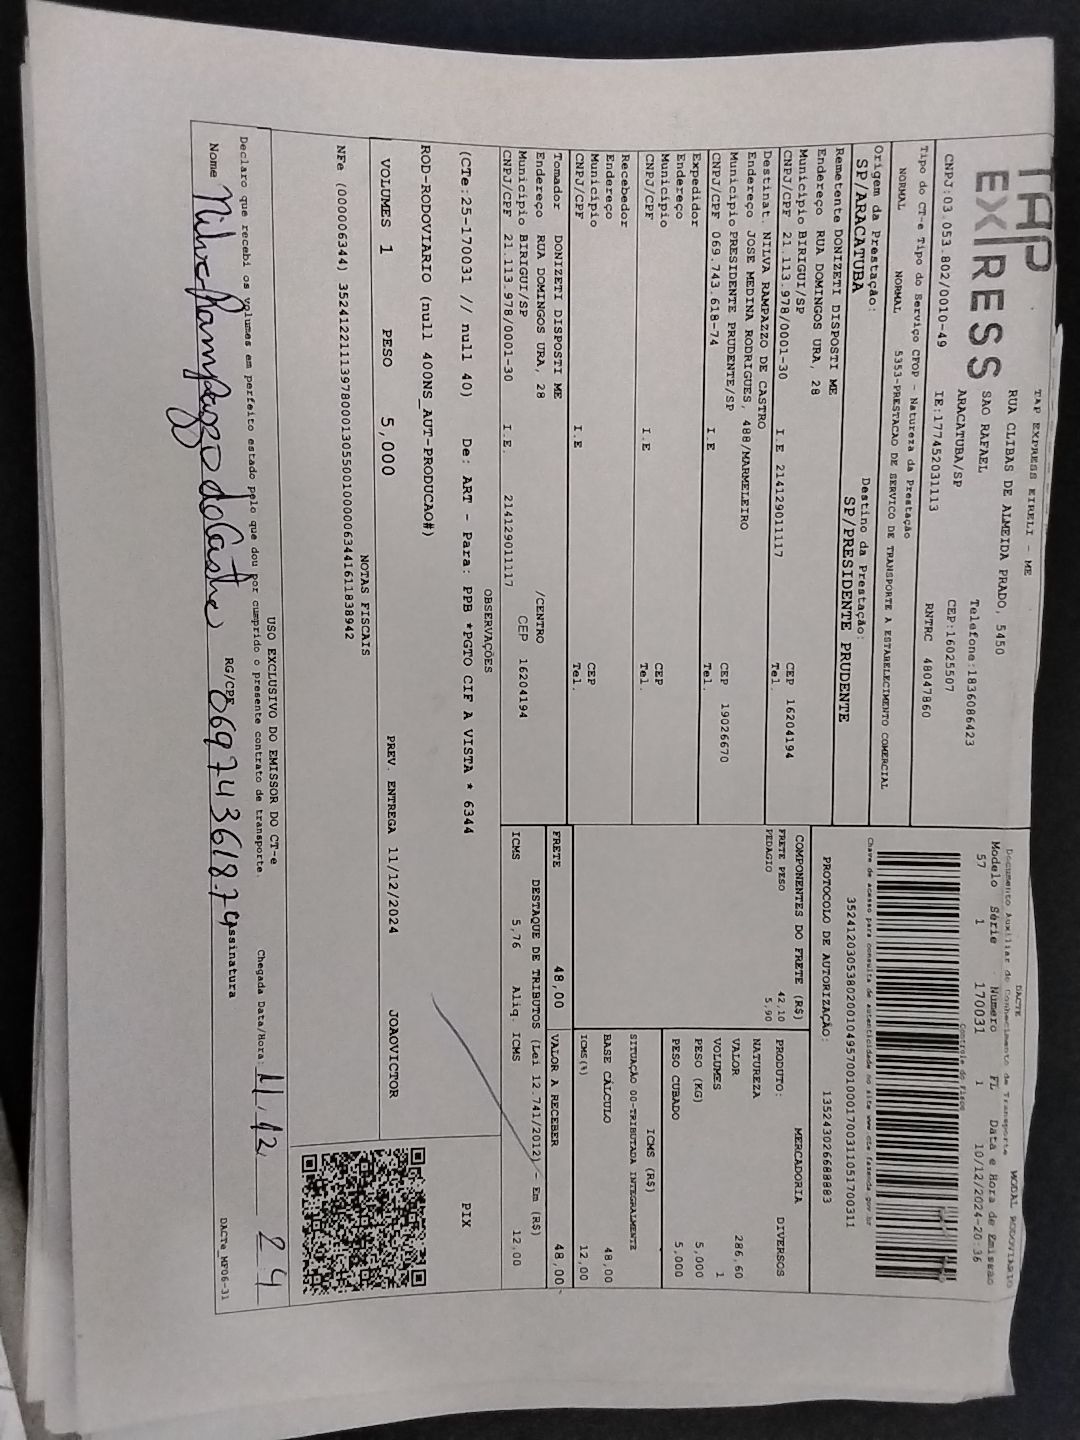 TAP
EXPRESS
TAP EXPRESS EIRELI - ME
RUA CLIBAS DE ALMEIDA PRADO, 5450
SAO RAFAEL Telefone:1836086423
ARACATUBA/SP CEP:16025507
CNPJ:03.053.802/0010-49 IE:177452031113 RNTRC 48047860
Tipo do CT-e Tipo do Serviço CFOP - Natureza da Prestação
NORMAL NORMAL 5353-PRESTACAO DE SERVICO DE TRANSPORTE A ESTABELECIMENTO COMERCIAL
Origem da Prestação: Destino da Prestação:
SP/ARACATUBA SP/PRESIDENTE PRUDENTE
Remetente DONIZETI DISPOSTI ME
Endereço RUA DOMINGOS URA, 28
Município BIRIGUI/SP CEP 16204194
CNPJ/CPF 21.113.978/0001-30 I.E 214129011117 Tel.
Destinat. NILVA RAMPAZZO DE CASTRO
Endereço JOSE MEDINA RODRIGUES, 488/MARMELEIRO
Município PRESIDENTE PRUDENTE/SP CEP 19026670
CNPJ/CPF 069.743.618-74 I.E Tel.
Expedidor
Endereço
Município CEP
CNPJ/CPF I.E Tel.
Recebedor
Endereço
Município CEP
CNPJ/CPF I.E Tel.
Tomador DONIZETI DISPOSTI ME
Endereço RUA DOMINGOS URA, 28 /CENTRO
Município BIRIGUI/SP CEP 16204194
CNPJ/CPF 21.113.978/0001-30 I.E. 214129011117
DACTE MODAL RODOVIARIO
Documento Auxiliar do Conhecimento de Transporte
Modelo Série Número FL Data e Hora de Emissão
57 1 170031 1 10/12/2024-20:36
Controle do Fisco
Chave de acesso para consulta de autenticidade no site www.cte.fazenda.gov.br
35241203053802001049570010001700311051700311
PROTOCOLO DE AUTORIZAÇÃO: 135243026688883
COMPONENTES DO FRETE (R$)
FRETE PESO 42,10
PEDAGIO 5,90
MERCADORIA
PRODUTO: DIVERSOS
NATUREZA
VALOR 286,60
VOLUMES 1
PESO (KG) 5,000
PESO CUBADO 5,000
ICMS (R$)
SITUAÇÃO 00-TRIBUTADA INTEGRALMENTE
BASE CÁLCULO 48,00
ICMS(%) 12,00
FRETE 48,00 VALOR A RECEBER 48,00
DESTAQUE DE TRIBUTOS (Lei 12.741/2012) - Em (R$)
ICMS 5,76 Aliq. ICMS 12,00
OBSERVAÇÕES
(CTe:25-170031 // null 40) De: ART - Para: PPB *PGTO CIF A VISTA * 6344 PIX
ROD-RODOVIARIO (null 400NS_AUT-PRODUCAO#)
VOLUMES 1 PESO 5,000 PREV. ENTREGA 11/12/2024 JOAOVICTOR
NOTAS FISCAIS
NFe (000006344) 35241221113978000130550010000063441611838942
USO EXCLUSIVO DO EMISSOR DO CT-e
Declaro que recebi os volumes em perfeito estado pelo que dou por cumprido o presente contrato de transporte. Chegada Data/Hora: 11.12 24
Nome Nilva Rampazzo de Castro RG/CPF 06974361874 Assinatura
DACTe_MF06-31